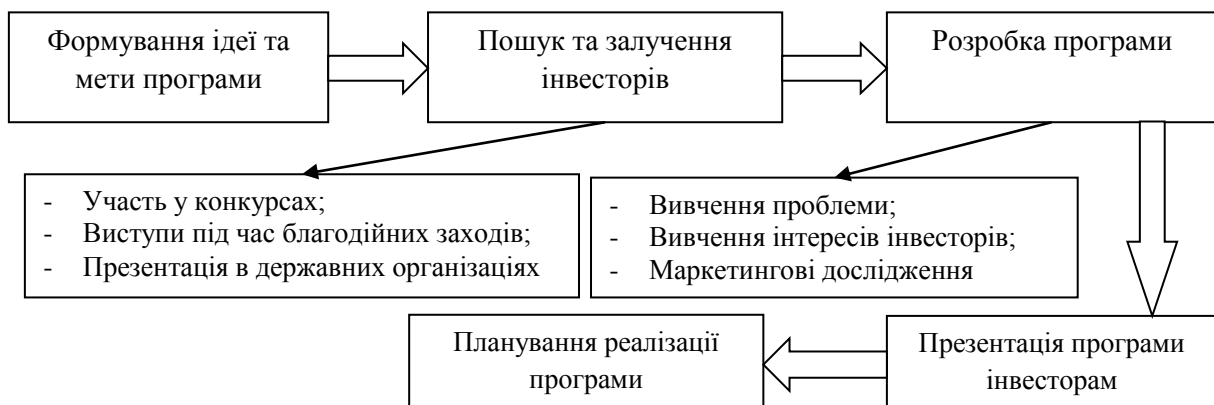 Формування ідеї та
мети програми
Пошук та залучення
інвесторів
Розробка програми
- Участь у конкурсах;
- Виступи під час благодійних заходів;
- Презентація в державних організаціях
- Вивчення проблеми;
- Вивчення інтересів інвесторів;
- Маркетингові дослідження
Планування реалізації
програми
Презентація програми
інвесторам